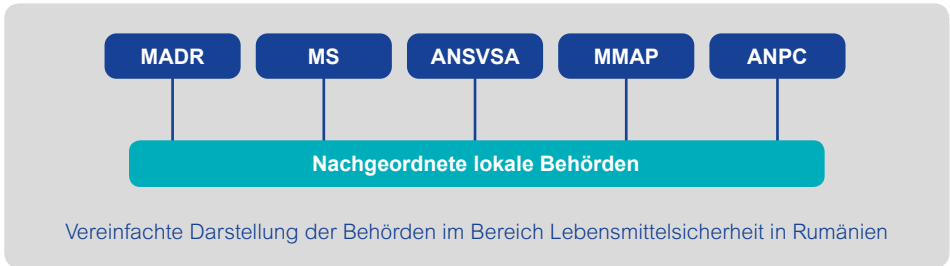 MADR MS ANSVSA MMAP ANPC
Nachgeordnete lokale Behörden
Vereinfachte Darstellung der Behörden im Bereich Lebensmittelsicherheit in Rumänien